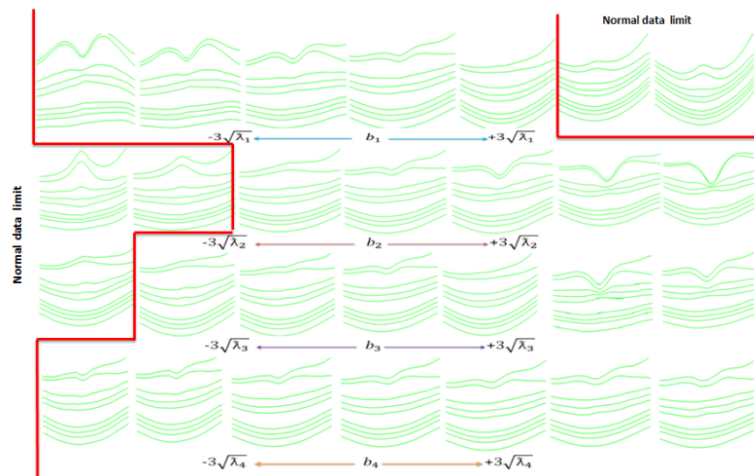 Normal data limit
-3√λ₁ b₁ +3√λ₁
-3√λ₂ b₂ +3√λ₂
Normal data limit
-3√λ₃ b₃ +3√λ₃
-3√λ₄ b₄ +3√λ₄